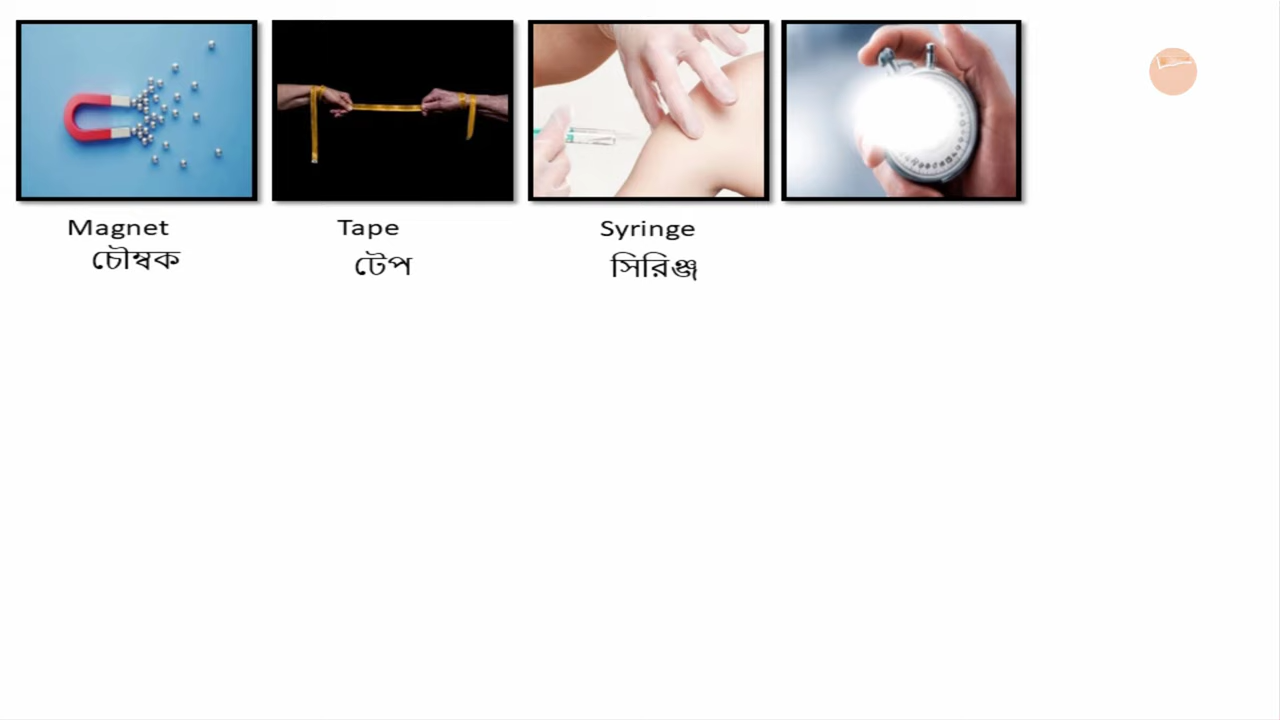 Magnet
চৌম্বক
Tape
টেপ
Syringe
সিরিঞ্জ